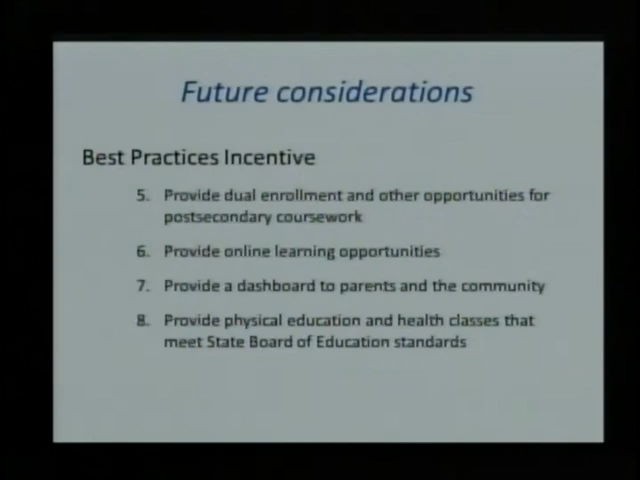 Future considerations
Best Practices Incentive
5. Provide dual enrollment and other opportunities for
postsecondary coursework
6. Provide online learning opportunities
7. Provide a dashboard to parents and the community
8. Provide physical education and health classes that
meet State Board of Education standards